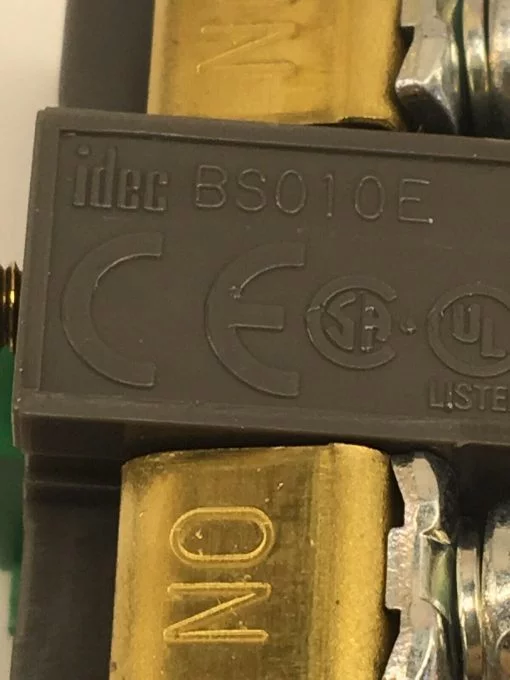 N
idec BS010E
CE SA UL
LISTE
NO